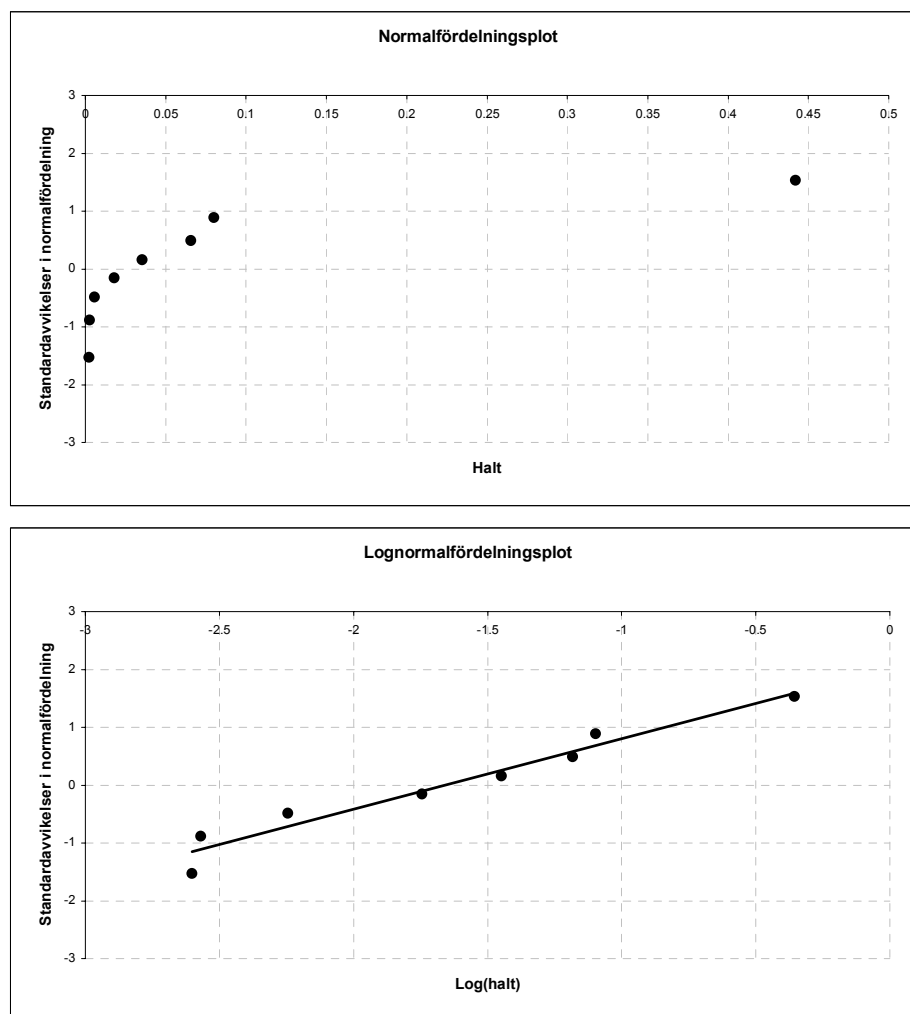 Normalfördelningsplot
3
2
1
0
-1
-2
-3
0 0.05 0.1 0.15 0.2 0.25 0.3 0.35 0.4 0.45 0.5
Standardavvikelser i normalfördelning
Halt
Lognormalfördelningsplot
3
2
1
0
-1
-2
-3
-3 -2.5 -2 -1.5 -1 -0.5 0
Standardavvikelser i normalfördelning
Log(halt)